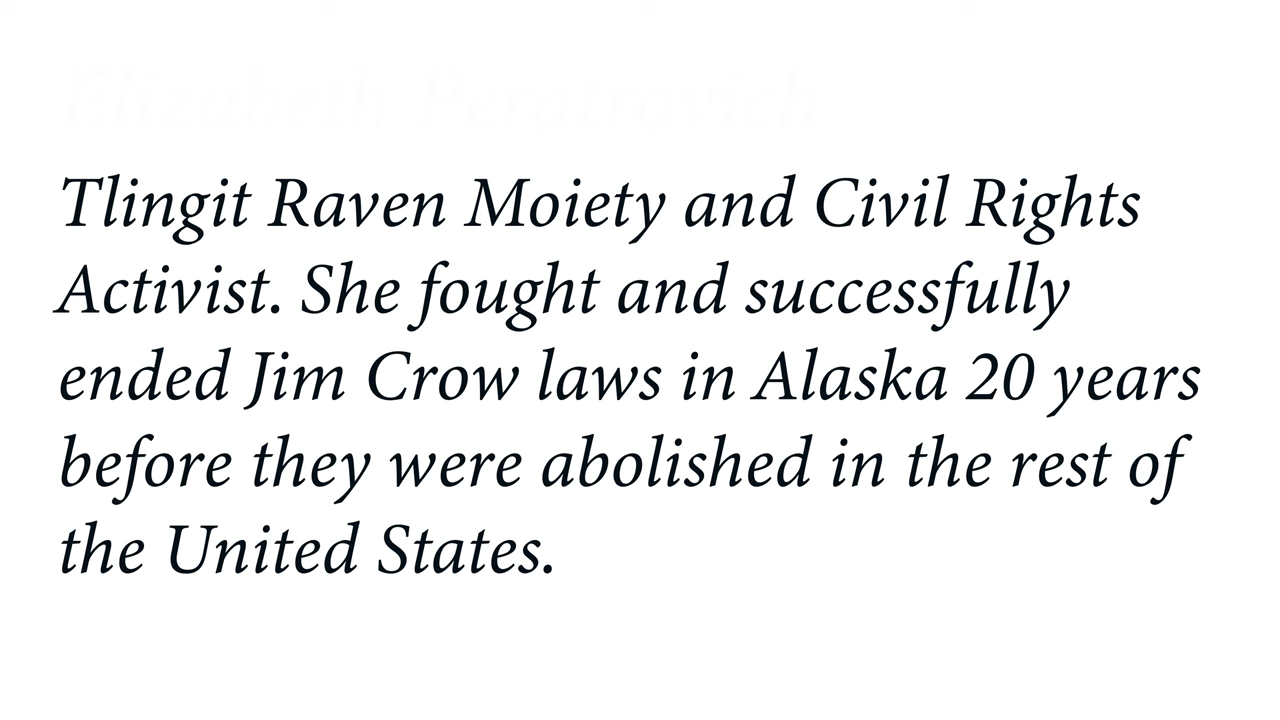 Elizabeth Peratrovich
Tlingit Raven Moiety and Civil Rights
Activist. She fought and successfully
ended Jim Crow laws in Alaska 20 years
before they were abolished in the rest of
the United States.